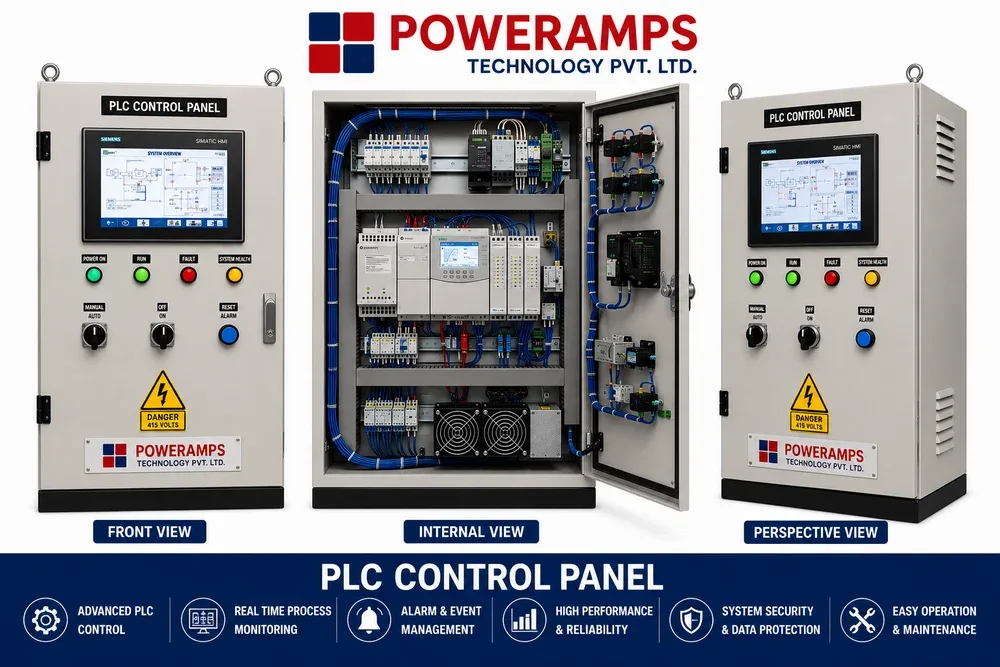 POWERAMPS
TECHNOLOGY PVT. LTD.
PLC CONTROL PANEL
SIEMENS
SIMATIC HMI
SYSTEM OVERVIEW
POWER ON
RUN
FAULT
SYSTEM HEALTH
MANUAL
AUTO
OFF
ON
RESET
ALARM
DANGER
415 VOLTS
POWERAMPS
TECHNOLOGY PVT. LTD.
FRONT VIEW
INTERNAL VIEW
PLC CONTROL PANEL
SIEMENS
SIMATIC HMI
SYSTEM OVERVIEW
POWER ON
RUN
FAULT
SYSTEM HEALTH
MANUAL
AUTO
OFF
ON
RESET
ALARM
DANGER
415 VOLTS
POWERAMPS
TECHNOLOGY PVT. LTD.
PERSPECTIVE VIEW
PLC CONTROL PANEL
ADVANCED PLC
CONTROL
REAL TIME PROCESS
MONITORING
ALARM & EVENT
MANAGEMENT
HIGH PERFORMANCE
& RELIABILITY
SYSTEM SECURITY
& DATA PROTECTION
EASY OPERATION
& MAINTENANCE